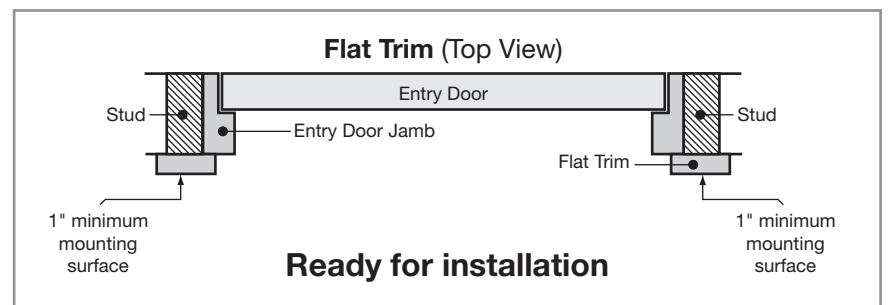 Flat Trim (Top View)
Entry Door
Stud
Stud
Entry Door Jamb
Flat Trim
1" minimum
mounting
surface
1" minimum
mounting
surface
Ready for installation